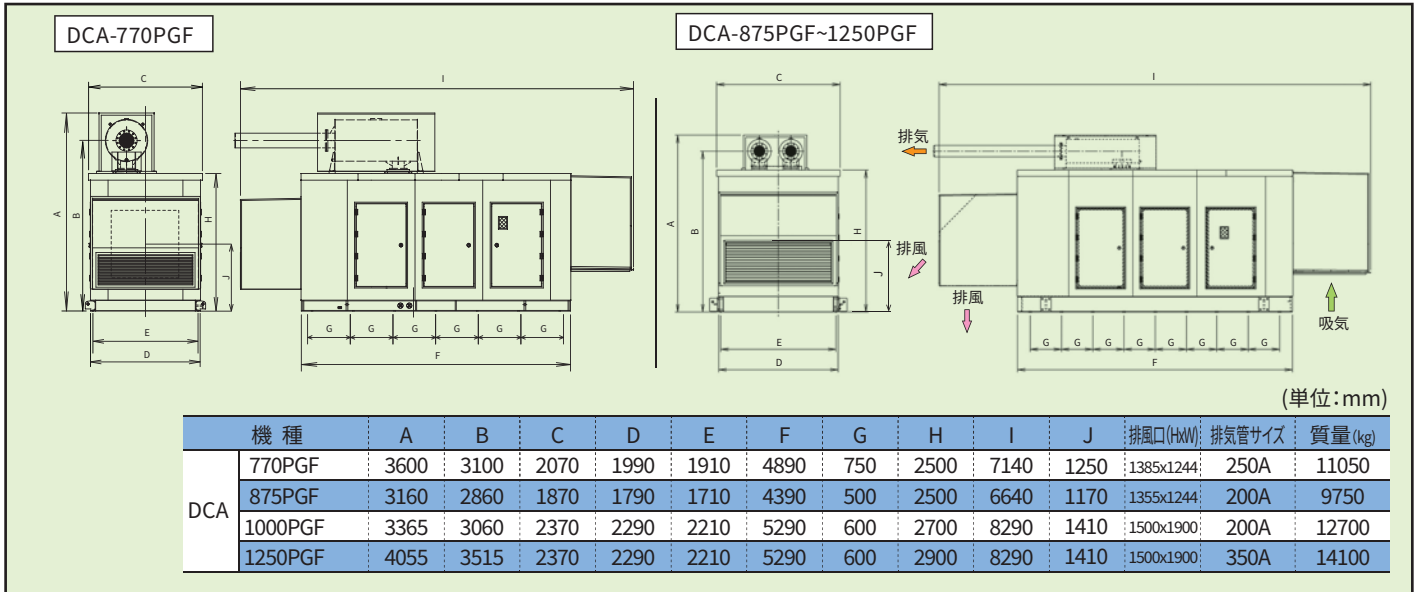 DCA-770PGF
DCA-875PGF~1250PGF
C
I
A
B
H
J
E
D
G G G G G G
F
C
I
A
B
H
J
E
D
排気
排風
排風
吸気
G G G G G G G G
F
(単位:mm)
機 種 A B C D E F G H I J 排風口(HxW) 排気管サイズ 質量(kg)
DCA
770PGF 3600 3100 2070 1990 1910 4890 750 2500 7140 1250 1385x1244 250A 11050
875PGF 3160 2860 1870 1790 1710 4390 500 2500 6640 1170 1355x1244 200A 9750
1000PGF 3365 3060 2370 2290 2210 5290 600 2700 8290 1410 1500x1900 200A 12700
1250PGF 4055 3515 2370 2290 2210 5290 600 2900 8290 1410 1500x1900 350A 14100